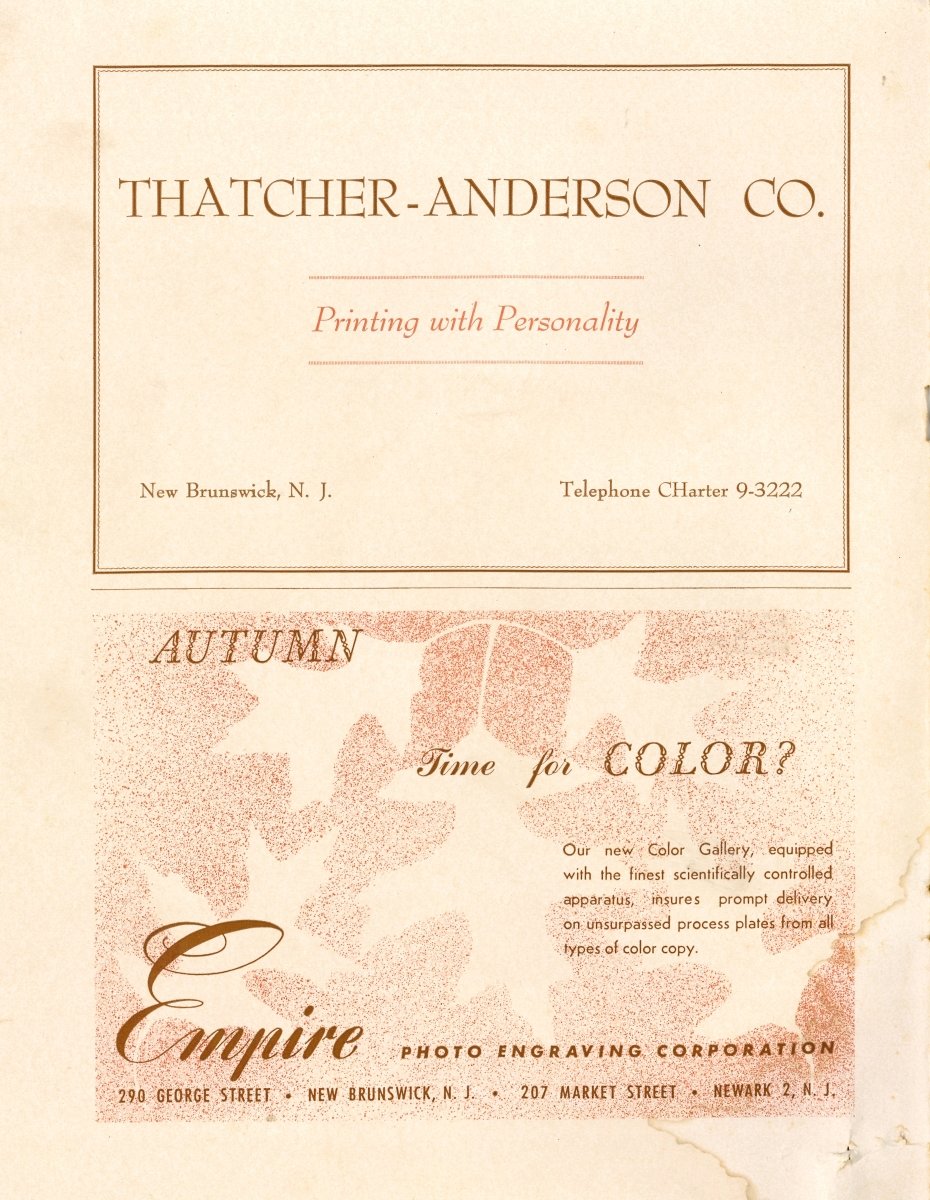 THATCHER-ANDERSON CO.
Printing with Personality
New Brunswick, N. J.
Telephone CHarter 9-3222
AUTUMN
Time for COLOR?
Our new Color Gallery, equipped
with the finest scientifically controlled
apparatus, insures prompt delivery
on unsurpassed process plates from all
types of color copy.
Empire
PHOTO ENGRAVING CORPORATION
290 GEORGE STREET • NEW BRUNSWICK, N. J. • 207 MARKET STREET • NEWARK 2, N. J.